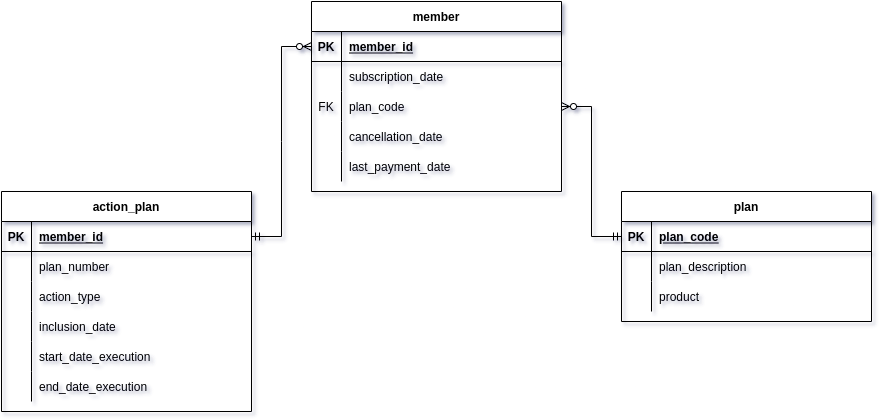 member
PK member_id
subscription_date
FK plan_code
cancellation_date
last_payment_date
action_plan
PK member_id
plan_number
action_type
inclusion_date
start_date_execution
end_date_execution
plan
PK plan_code
plan_description
product